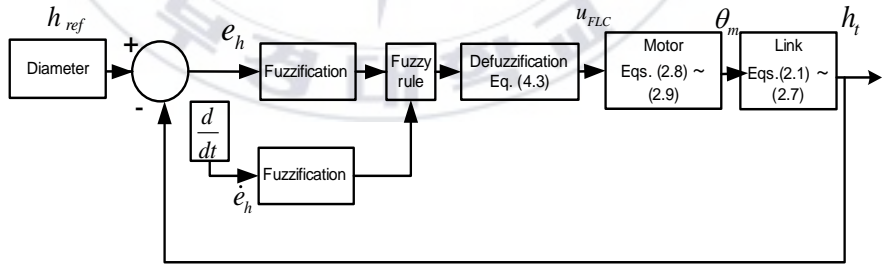 h ref
Diameter
+
-
e_h
d
dt
ė_h
Fuzzification
Fuzzification
Fuzzy
rule
Defuzzification
Eq. (4.3)
u_FLC
Motor
Eqs. (2.8) ~
(2.9)
θ_m
Link
Eqs.(2.1) ~
(2.7)
h_t